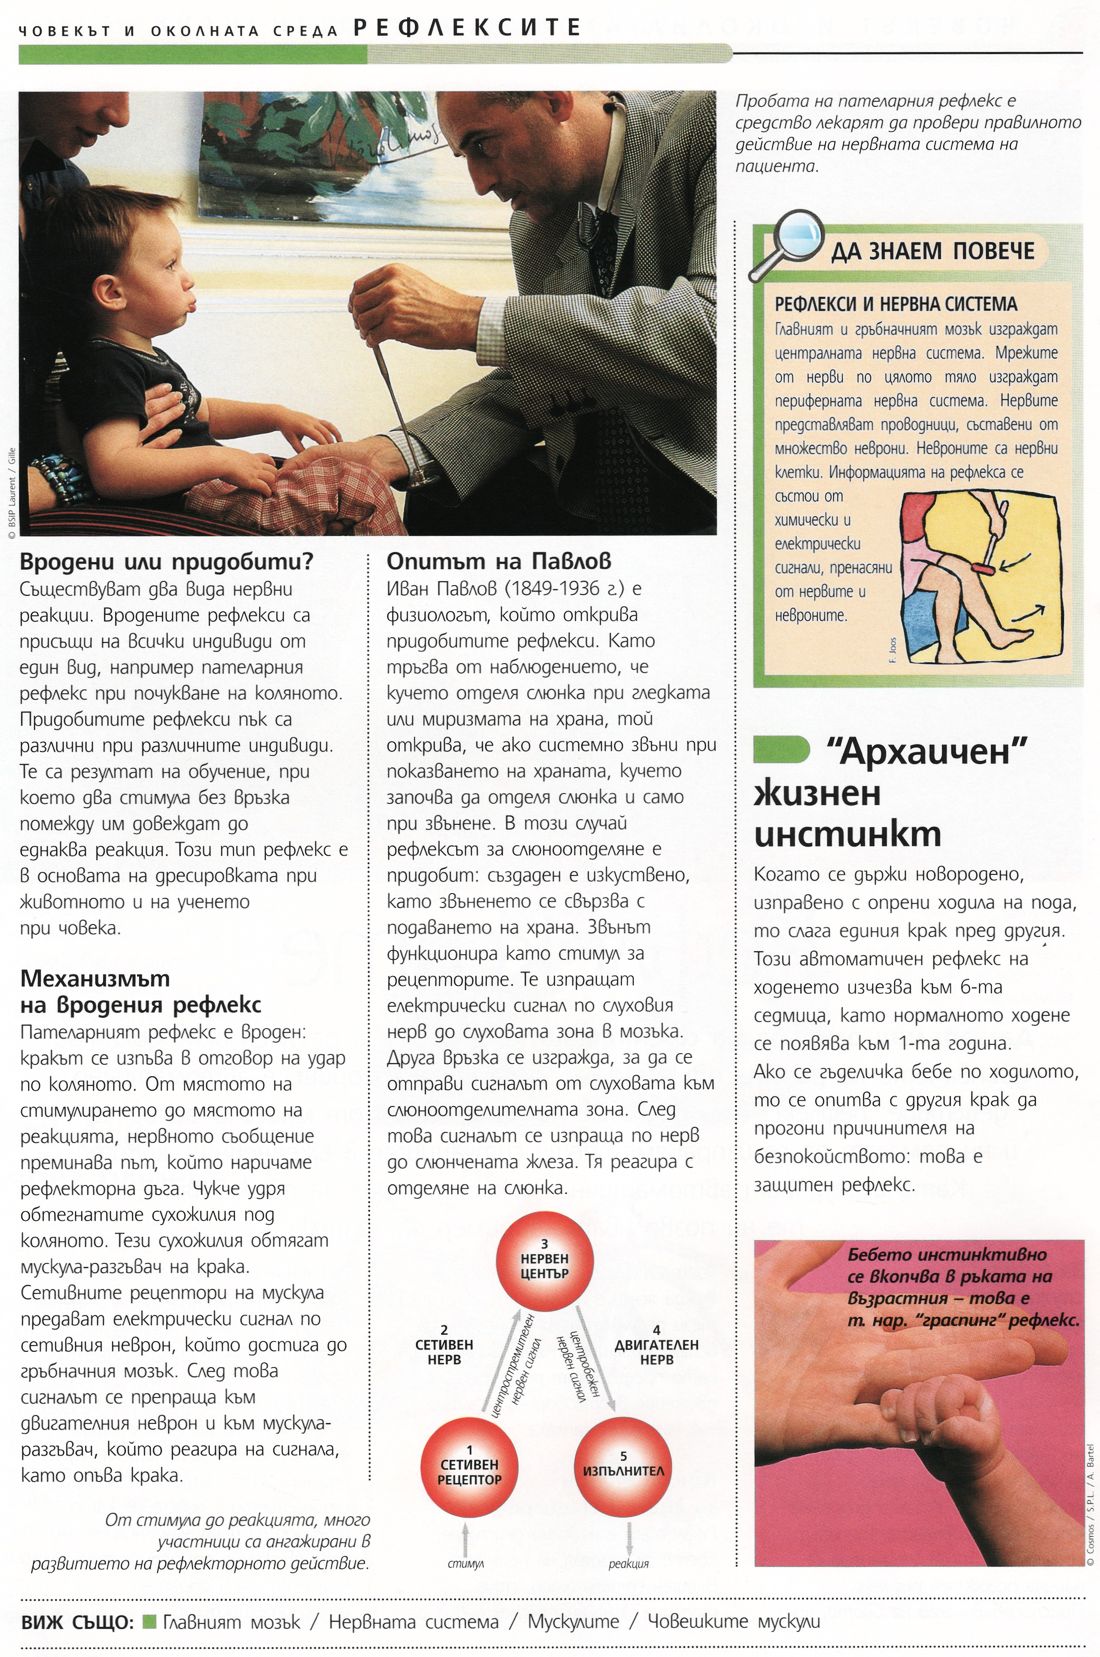 ЧОВЕКЪТ И ОКОЛНАТА СРЕДА РЕФЛЕКСИТЕ
Пробата на пателарния рефлекс е
средство лекарят да провери правилното
действие на нервната система на
пациента.
© BSIP Laurent / Gille
ДА ЗНАЕМ ПОВЕЧЕ
РЕФЛЕКСИ И НЕРВНА СИСТЕМА
Главният и гръбначният мозък изграждат
централната нервна система. Мрежите
от нерви по цялото тяло изграждат
периферната нервна система. Нервите
представляват проводници, съставени от
множество неврони. Невроните са нервни
клетки. Информацията на рефлекса се
състои от
химически и
електрически
сигнали, пренасяни
от нервите и
невроните.
F. Joos
Вродени или придобити?
Съществуват два вида нервни
реакции. Вродените рефлекси са
присъщи на всички индивиди от
един вид, например пателарния
рефлекс при почукване на коляното.
Придобитите рефлекси пък са
различни при различните индивиди.
Те са резултат на обучение, при
което два стимула без връзка
помежду им довеждат до
еднаква реакция. Този тип рефлекс е
в основата на дресировката при
животното и на ученето
при човека.
Механизмът
на вродения рефлекс
Пателарният рефлекс е вроден:
кракът се изпъва в отговор на удар
по коляното. От мястото на
стимулирането до мястото на
реакцията, нервното съобщение
преминава път, който наричаме
рефлекторна дъга. Чукче удря
обтегнатите сухожилия под
коляното. Тези сухожилия обтягат
мускула-разгъвач на крака.
Сетивните рецептори на мускула
предават електрически сигнал по
сетивния неврон, който достига до
гръбначния мозък. След това
сигналът се препраща към
двигателния неврон и към мускула-
разгъвач, който реагира на сигнала,
като опъва крака.
От стимула до реакцията, много
участници са ангажирани в
развитието на рефлекторното действие.
Опитът на Павлов
Иван Павлов (1849-1936 г.) е
физиологът, който открива
придобитите рефлекси. Като
тръгва от наблюдението, че
кучето отделя слюнка при гледката
или миризмата на храна, той
открива, че ако системно звъни при
показването на храната, кучето
започва да отделя слюнка и само
при звънене. В този случай
рефлексът за слюноотделяне е
придобит: създаден е изкуствено,
като звъненето се свързва с
подаването на храна. Звънът
функционира като стимул за
рецепторите. Те изпращат
електрически сигнал по слуховия
нерв до слуховата зона в мозъка.
Друга връзка се изгражда, за да се
отправи сигналът от слуховата към
слюноотделителната зона. След
това сигналът се изпраща по нерв
до слюнчената жлеза. Тя реагира с
отделяне на слюнка.
3
НЕРВЕН
ЦЕНТЪР
2
СЕТИВЕН
НЕРВ
центростремителен
нервен сигнал
центробежен
нервен сигнал
4
ДВИГАТЕЛЕН
НЕРВ
1
СЕТИВЕН
РЕЦЕПТОР
5
ИЗПЪЛНИТЕЛ
стимул
реакция
“Архаичен”
жизнен
инстинкт
Когато се държи новородено,
изправено с опрени ходила на пода,
то слага единия крак пред другия.
Този автоматичен рефлекс на
ходенето изчезва към 6-та
седмица, като нормалното ходене
се появява към 1-та година.
Ако се гъделичка бебе по ходилото,
то се опитва с другия крак да
прогони причинителя на
безпокойството: това е
защитен рефлекс.
Бебето инстинктивно
се вкопчва в ръката на
възрастния – това е
т. нар. “граспинг” рефлекс.
© Cosmos / S.P.L. / A. Bartel
ВИЖ СЪЩО: Главният мозък / Нервната система / Мускулите / Човешките мускули